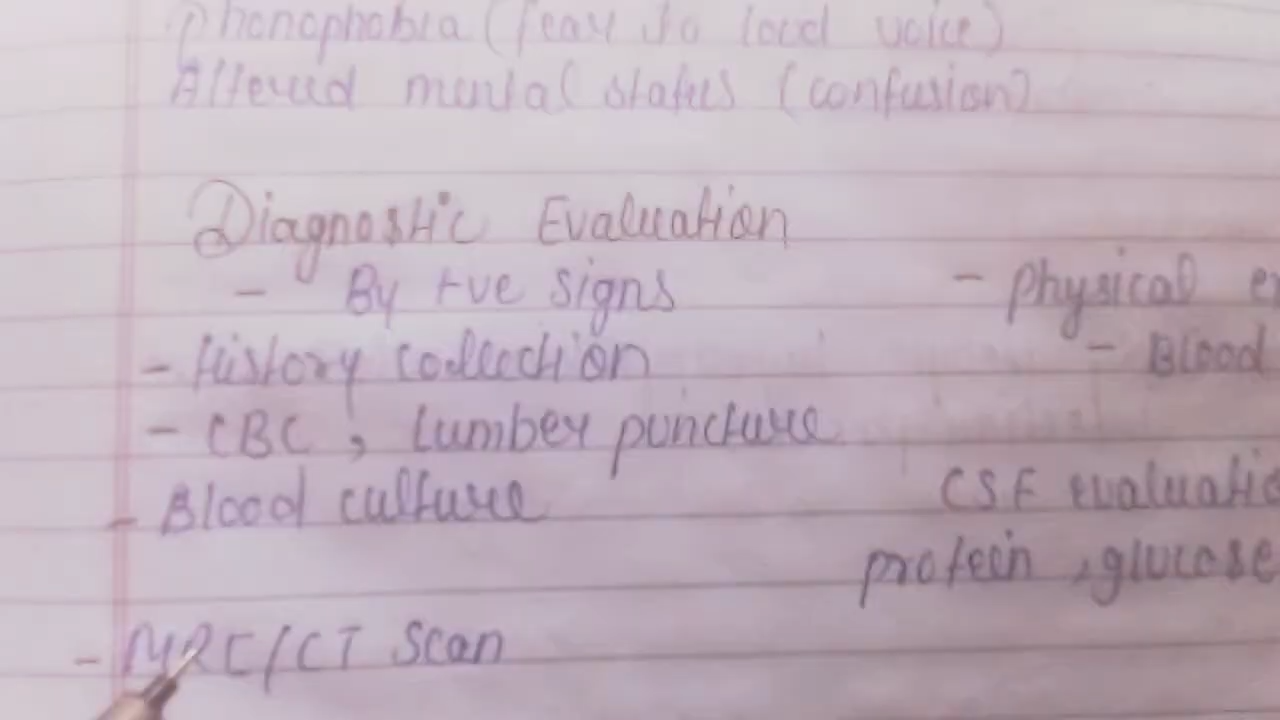 Phonophobia (fear to loud voice)
Altered mental status (confusion)
Diagnostic Evaluation
- By +ve signs
- Physical
- History collection
- Blood
- CBC, Lumber puncture
- Blood culture
CSF evaluatio
protein, glucose
- MRI/CT Scan